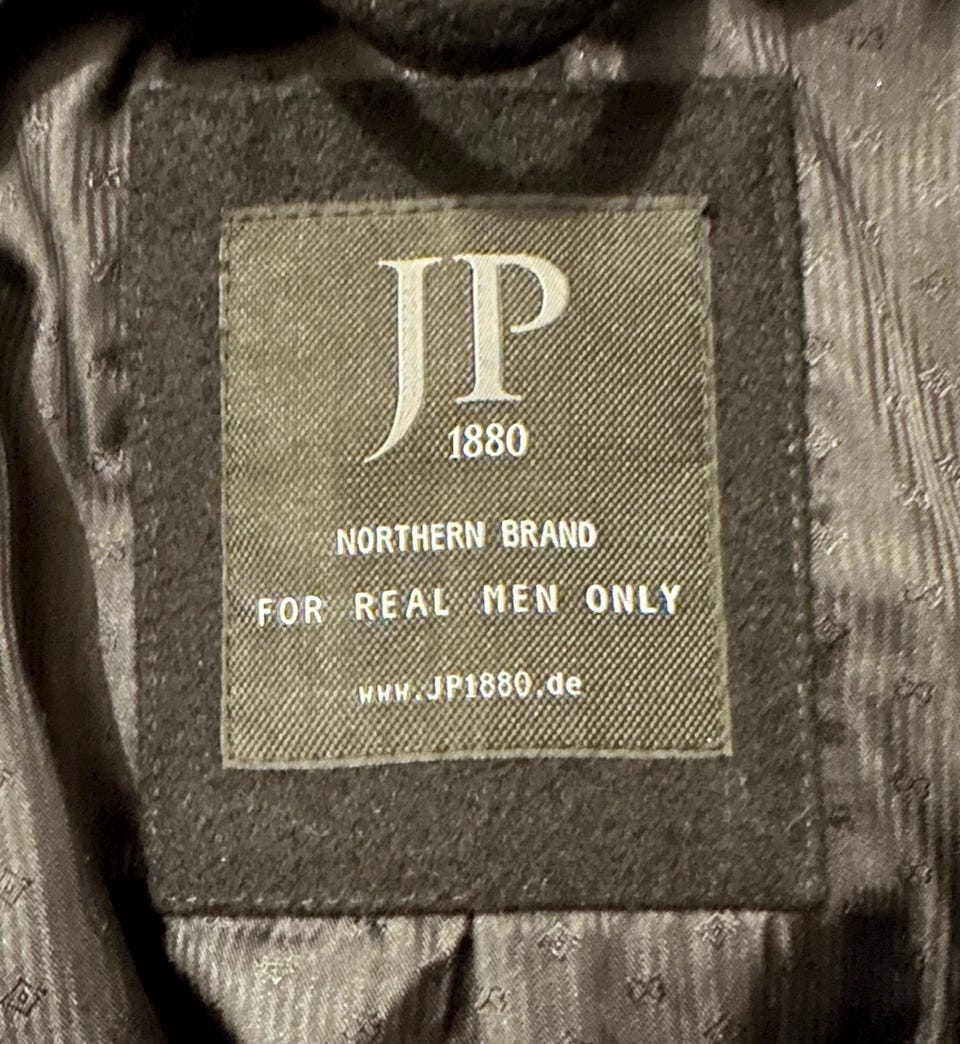 JP
1880
NORTHERN BRAND
FOR REAL MEN ONLY
www.JP1880.de